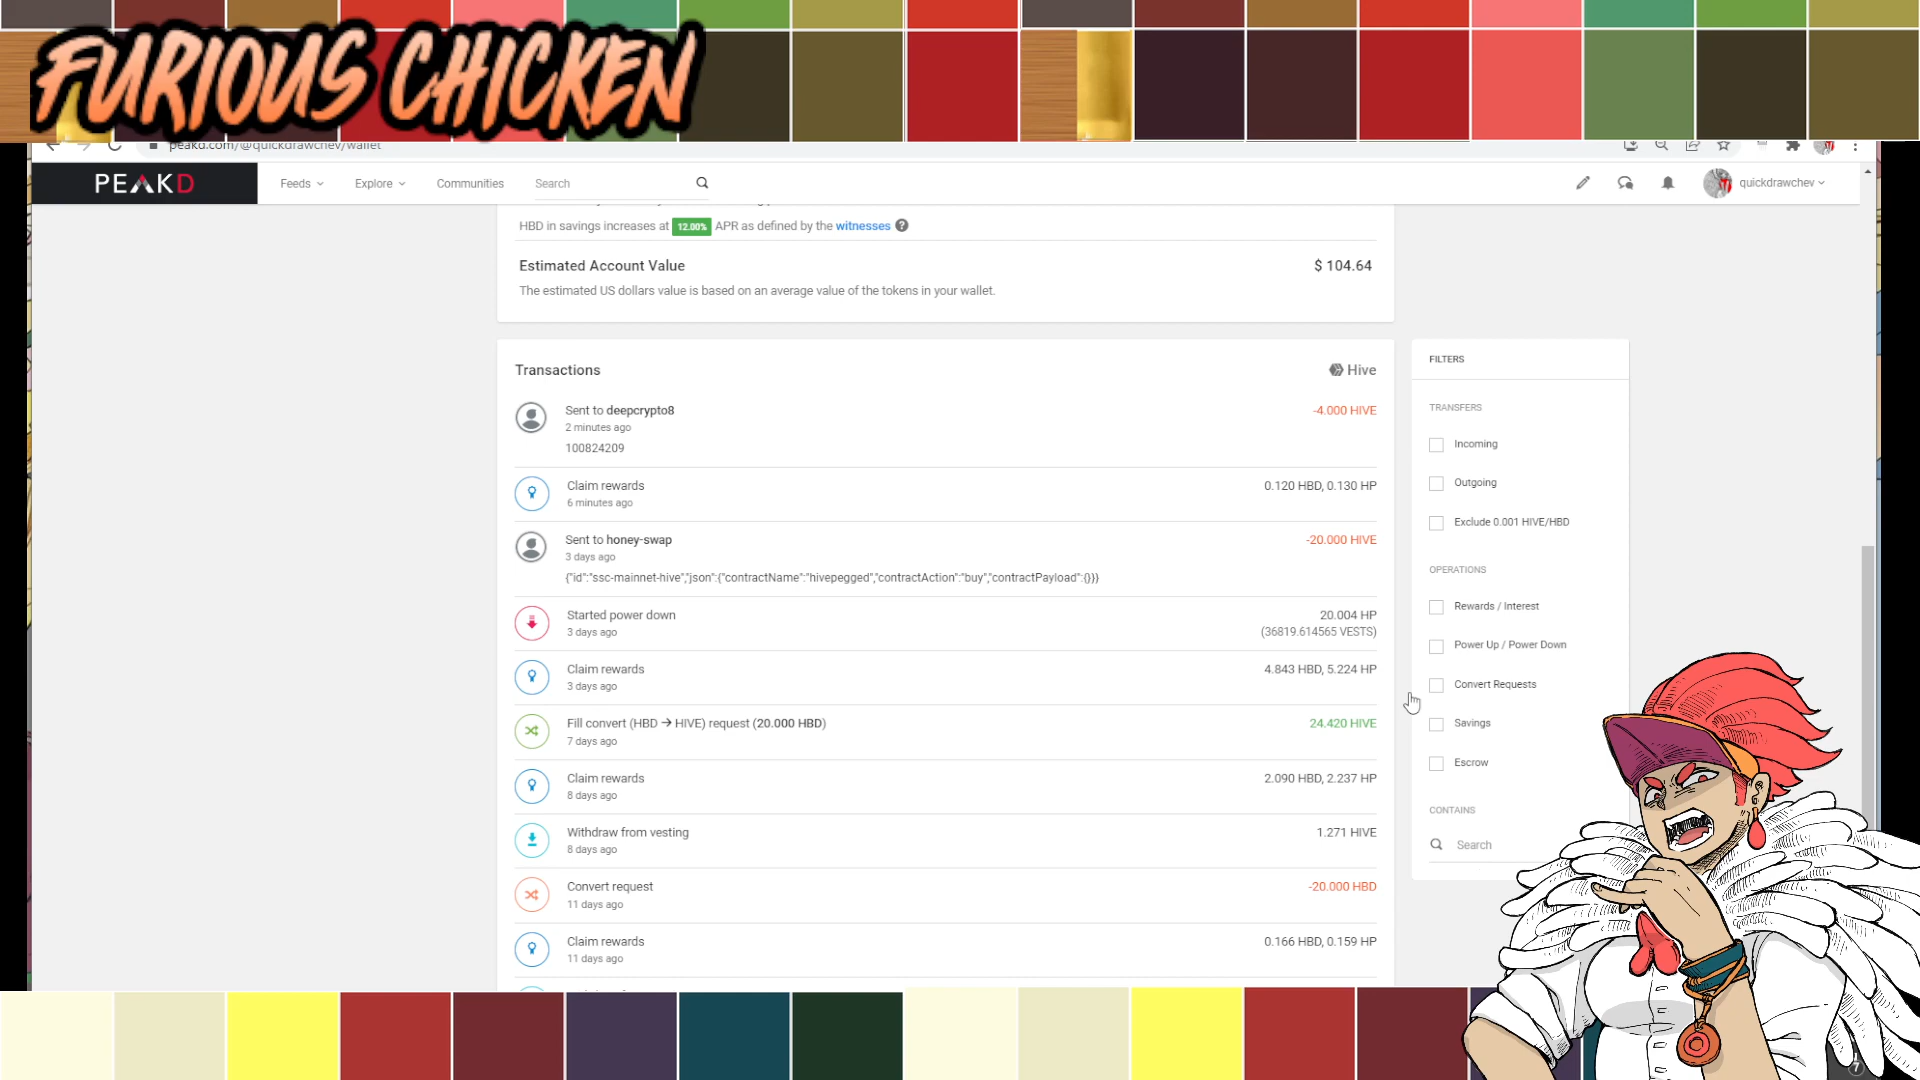 FURIOUS CHICKEN
peakd.com/@quickdrawchev/wallet
PEAKD
Feeds
Explore
Communities
Search
quickdrawchev
HBD in savings increases at 12.00% APR as defined by the witnesses
Estimated Account Value
$ 104.64
The estimated US dollars value is based on an average value of the tokens in your wallet.
Transactions
Hive
Sent to deepcrypto8
-4.000 HIVE
2 minutes ago
100824209
Claim rewards
0.120 HBD, 0.130 HP
6 minutes ago
Sent to honey-swap
-20.000 HIVE
3 days ago
{"id":"ssc-mainnet-hive","json":{"contractName":"hivepegged","contractAction":"buy","contractPayload":{}}}
Started power down
20.004 HP
3 days ago
(36819.614565 VESTS)
Claim rewards
4.843 HBD, 5.224 HP
3 days ago
Fill convert (HBD → HIVE) request (20.000 HBD)
24.420 HIVE
7 days ago
Claim rewards
2.090 HBD, 2.237 HP
8 days ago
Withdraw from vesting
1.271 HIVE
8 days ago
Convert request
-20.000 HBD
11 days ago
Claim rewards
0.166 HBD, 0.159 HP
11 days ago
FILTERS
TRANSFERS
Incoming
Outgoing
Exclude 0.001 HIVE/HBD
OPERATIONS
Rewards / Interest
Power Up / Power Down
Convert Requests
Savings
Escrow
CONTAINS
Search